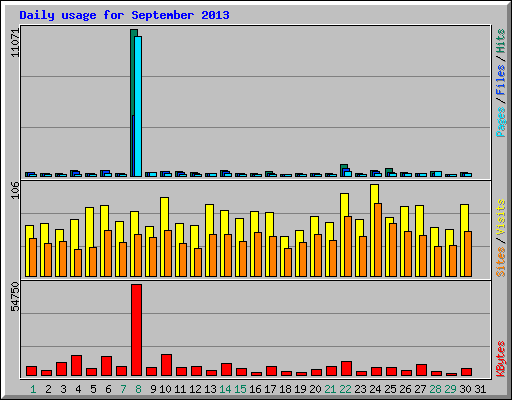 Daily usage for September 2013
11071
Pages / Files / Hits
106
Sites / Visits
54750
KBytes
1 2 3 4 5 6 7 8 9 10 11 12 13 14 15 16 17 18 19 20 21 22 23 24 25 26 27 28 29 30 31